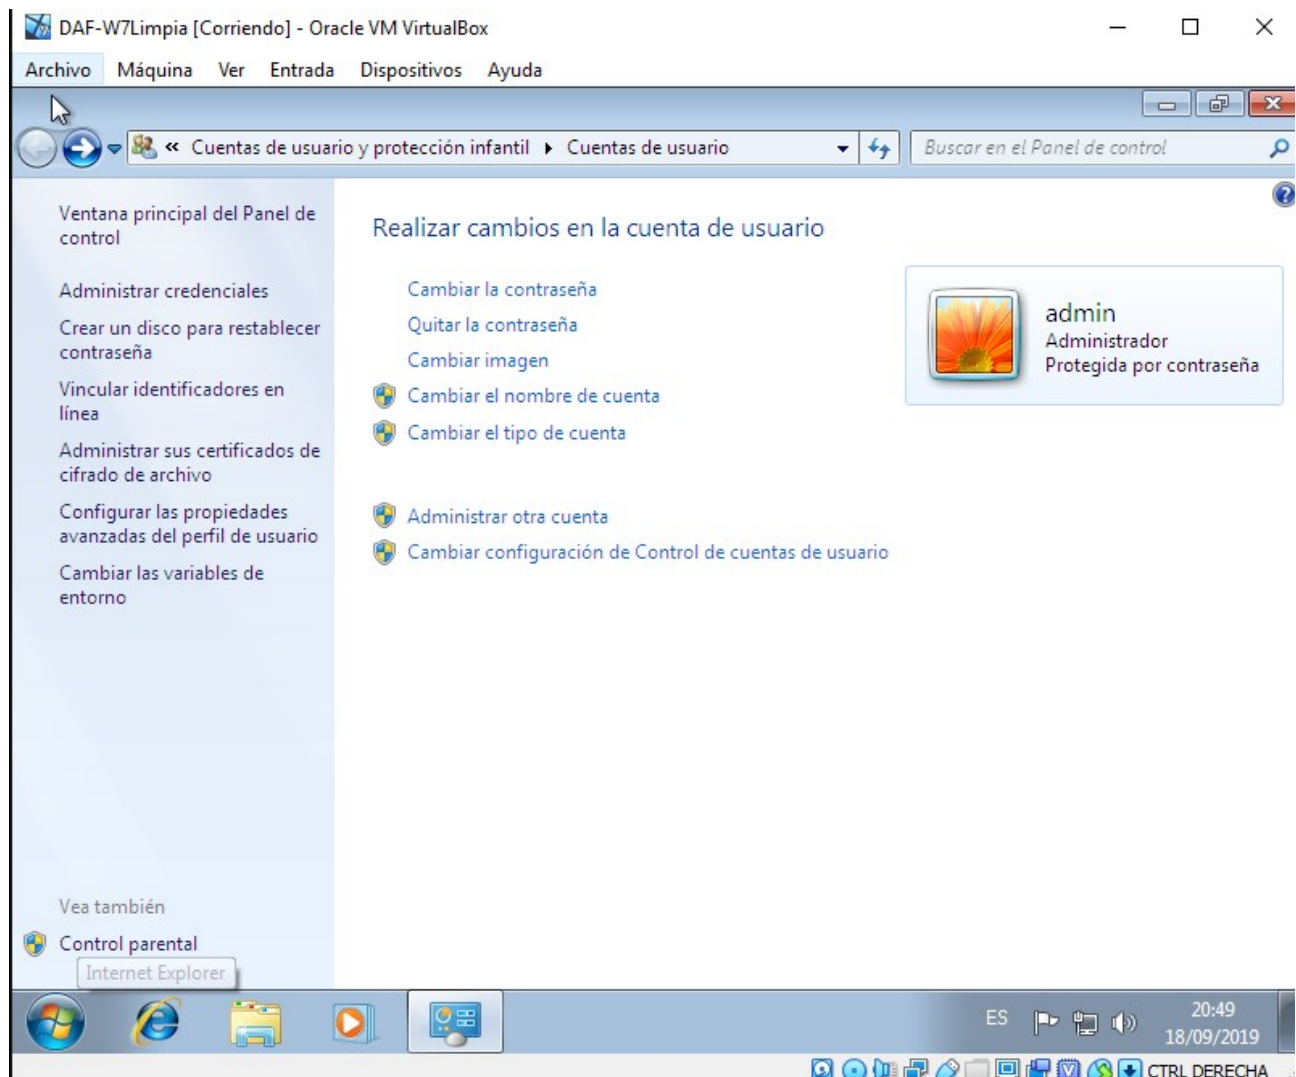 DAF-W7Limpia [Corriendo] - Oracle VM VirtualBox
Archivo Máquina Ver Entrada Dispositivos Ayuda
« Cuentas de usuario y protección infantil ▸ Cuentas de usuario
Buscar en el Panel de control
Ventana principal del Panel de
control
Administrar credenciales
Crear un disco para restablecer
contraseña
Vincular identificadores en
línea
Administrar sus certificados de
cifrado de archivo
Configurar las propiedades
avanzadas del perfil de usuario
Cambiar las variables de
entorno
Vea también
Control parental
Internet Explorer
Realizar cambios en la cuenta de usuario
Cambiar la contraseña
Quitar la contraseña
Cambiar imagen
Cambiar el nombre de cuenta
Cambiar el tipo de cuenta
Administrar otra cuenta
Cambiar configuración de Control de cuentas de usuario
admin
Administrador
Protegida por contraseña
ES
20:49
18/09/2019
CTRL DERECHA